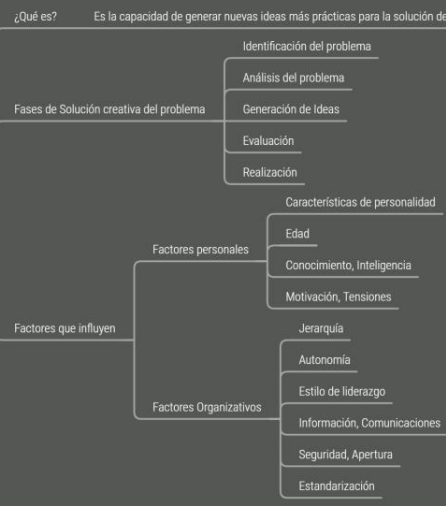 ¿Qué es?
Es la capacidad de generar nuevas ideas más prácticas para la solución de
Fases de Solución creativa del problema
Identificación del problema
Análisis del problema
Generación de Ideas
Evaluación
Realización
Factores que influyen
Factores personales
Características de personalidad
Edad
Conocimiento, Inteligencia
Motivación, Tensiones
Factores Organizativos
Jerarquía
Autonomía
Estilo de liderazgo
Información, Comunicaciones
Seguridad, Apertura
Estandarización